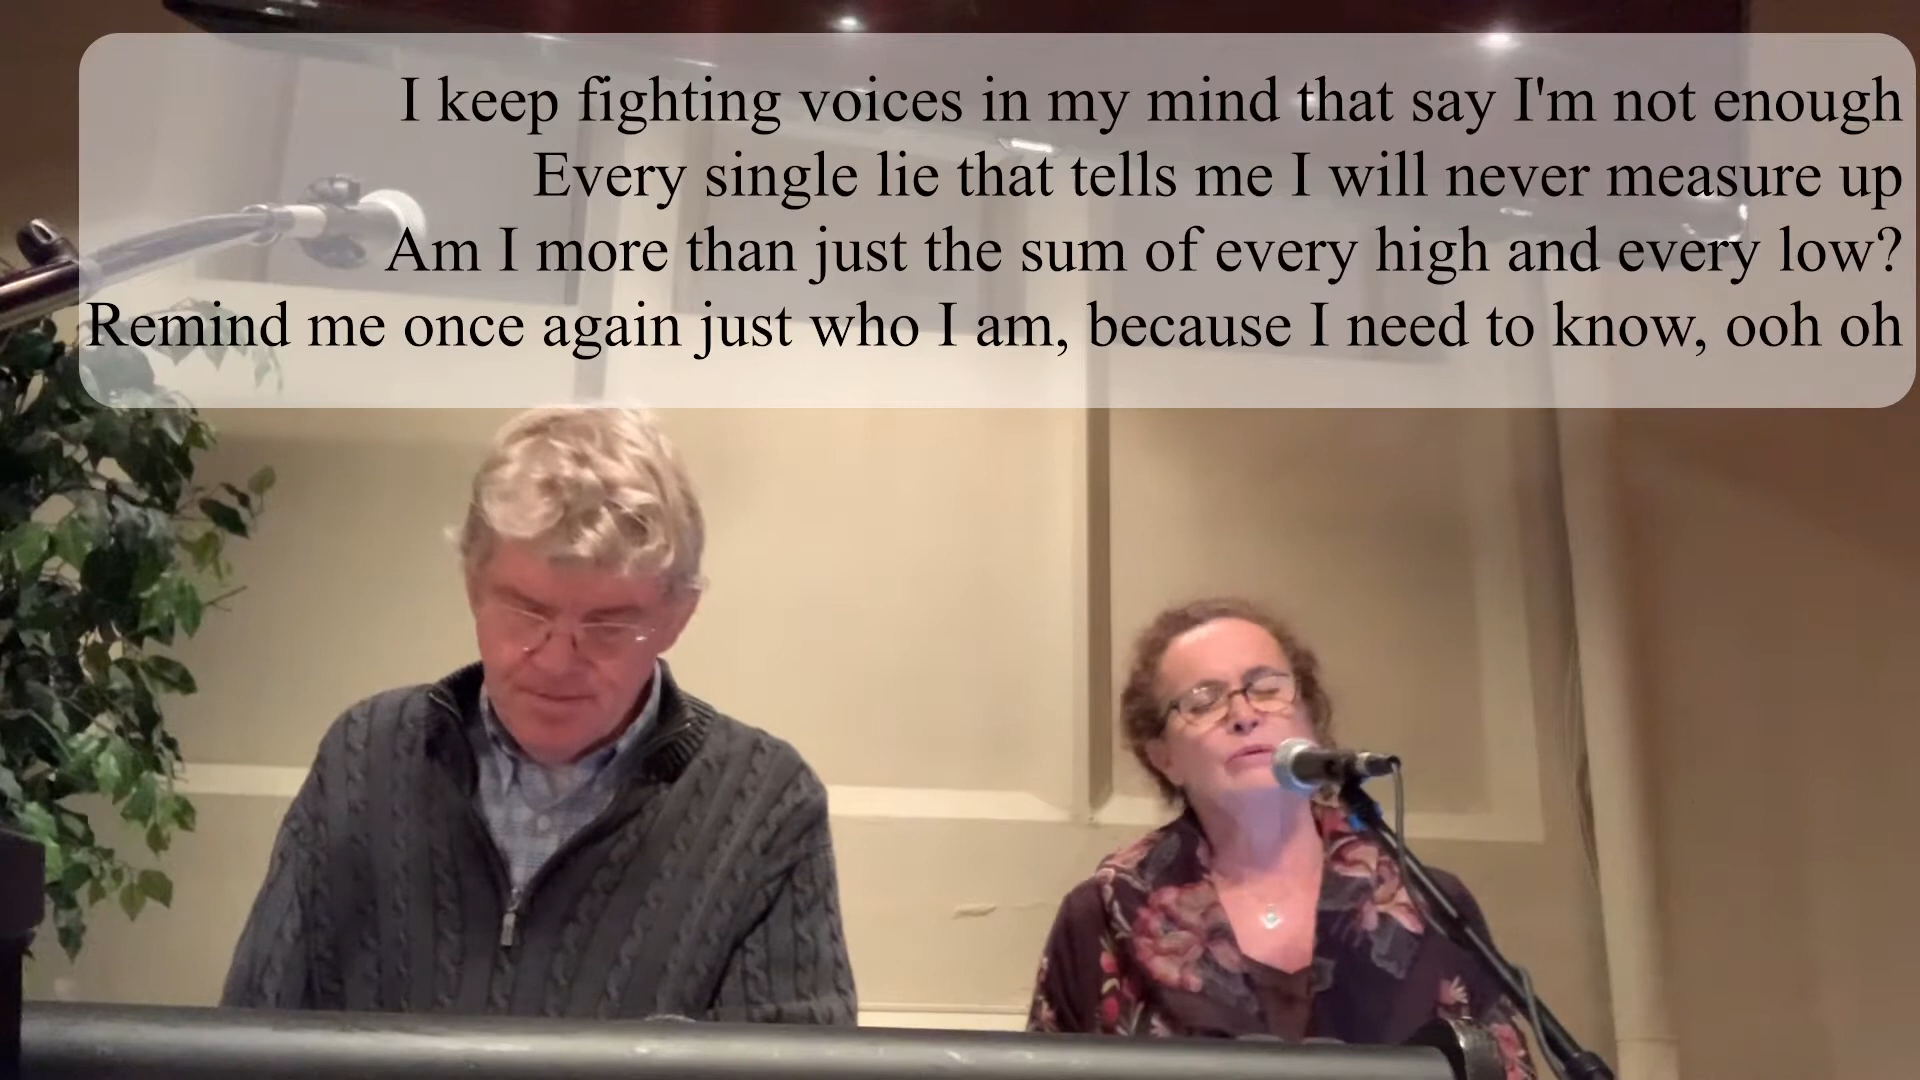 I keep fighting voices in my mind that say I'm not enough
Every single lie that tells me I will never measure up
Am I more than just the sum of every high and every low?
Remind me once again just who I am, because I need to know, ooh oh